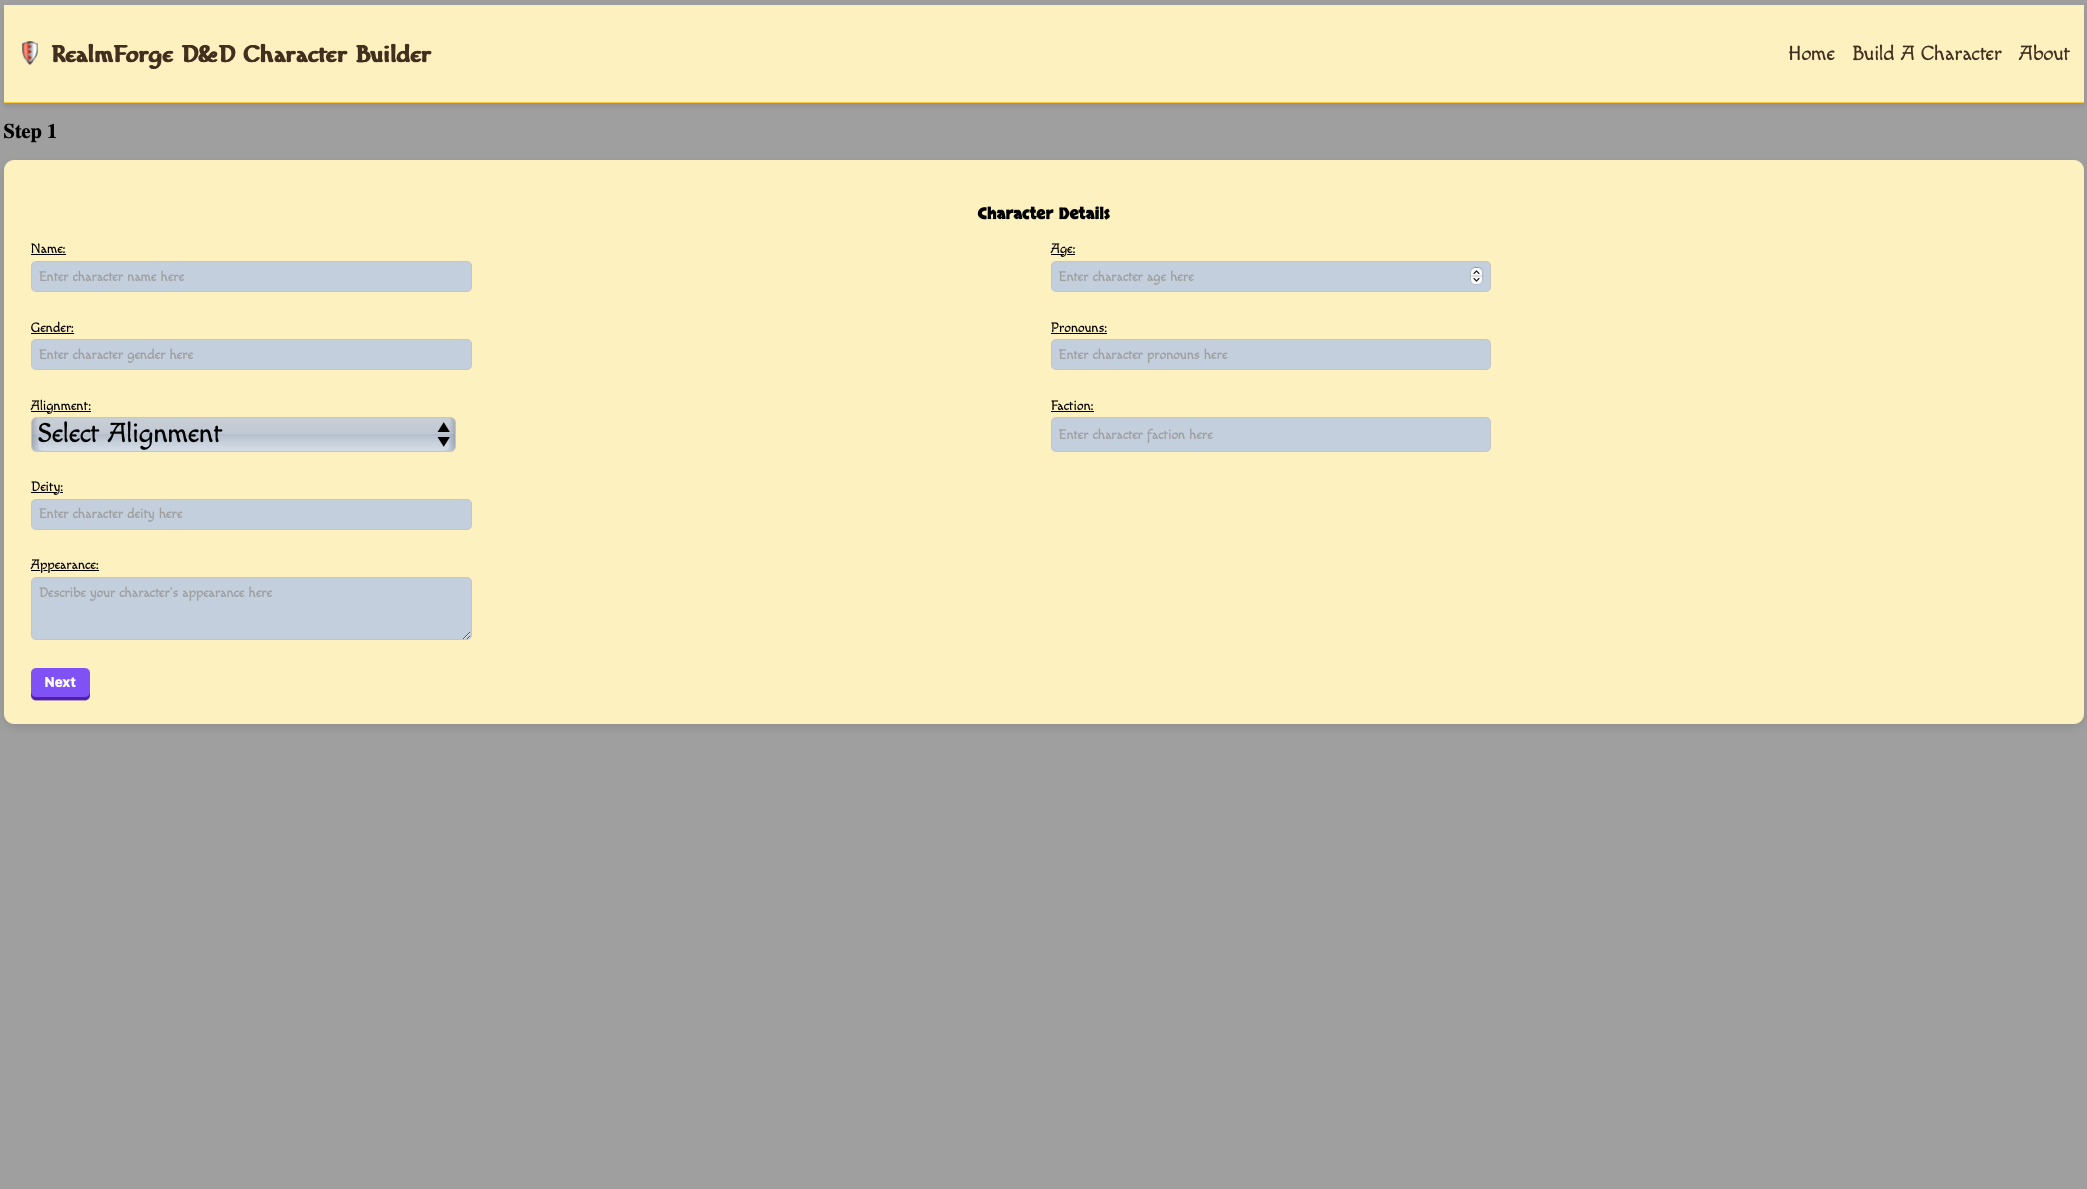 RealmForge D&D Character Builder
Home Build A Character About
Step 1
Character Details
Name: Age:
Enter character name here Enter character age here
Gender: Pronouns:
Enter character gender here Enter character pronouns here
Alignment: Faction:
Select Alignment Enter character faction here
Deity:
Enter character deity here
Appearance:
Describe your character's appearance here
Next